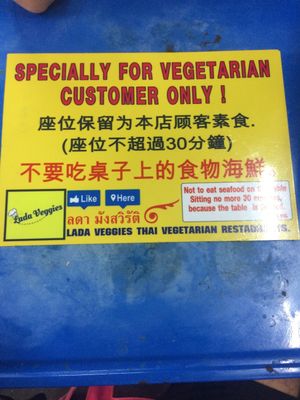 SPECIALLY FOR VEGETARIAN
CUSTOMER ONLY !
座位保留为本店顾客素食.
(座位不超過30分鐘)
不要吃桌子上的食物海鮮
Lada Veggies
Like
Here
ลดา มังสวิรัติ
Not to eat seafood on
Sitting no more 30
because the table is
LADA VEGGIES THAI VEGETARIAN RESTAURANTS.